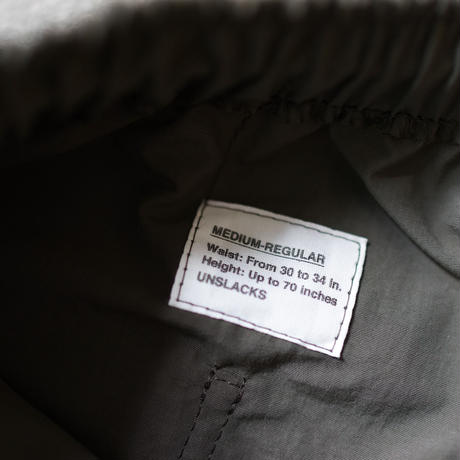 MEDIUM-REGULAR
Waist: From 30 to 34 in.
Height: Up to 70 inches
UNSLACKS